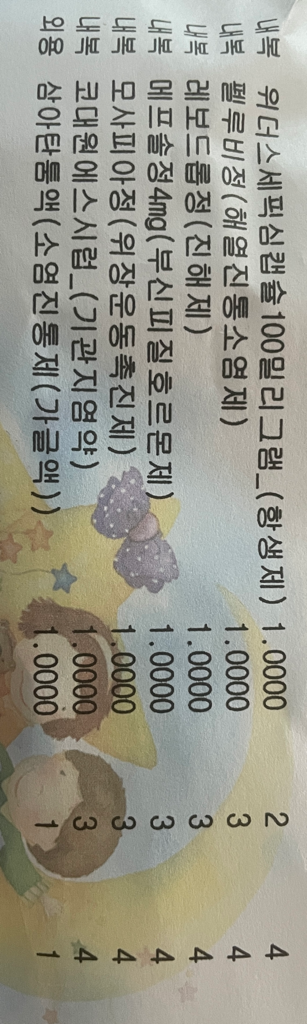 내복 위더스세픽심캡슐100밀리그램_(항생제) 1.0000 2 4
내복 펠루비정(해열진통소염제) 1.0000 3 4
내복 레보드롭정(진해제) 1.0000 3 4
내복 메프솔정4mg(부신피질호르몬제) 1.0000 3 4
내복 모사피아정(위장운동촉진제) 1.0000 3 4
내복 코대원에스시럽_(기관지염약) 1.0000 3 4
외용 삼아탄툼액(소염진통제(가글액)) 1.0000 1 1